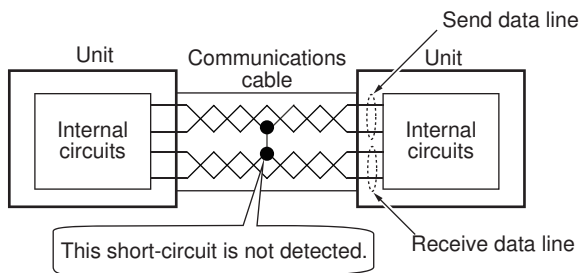 Send data line
Unit
Communications
cable
Unit
Internal
circuits
Internal
circuits
This short-circuit is not detected.
Receive data line